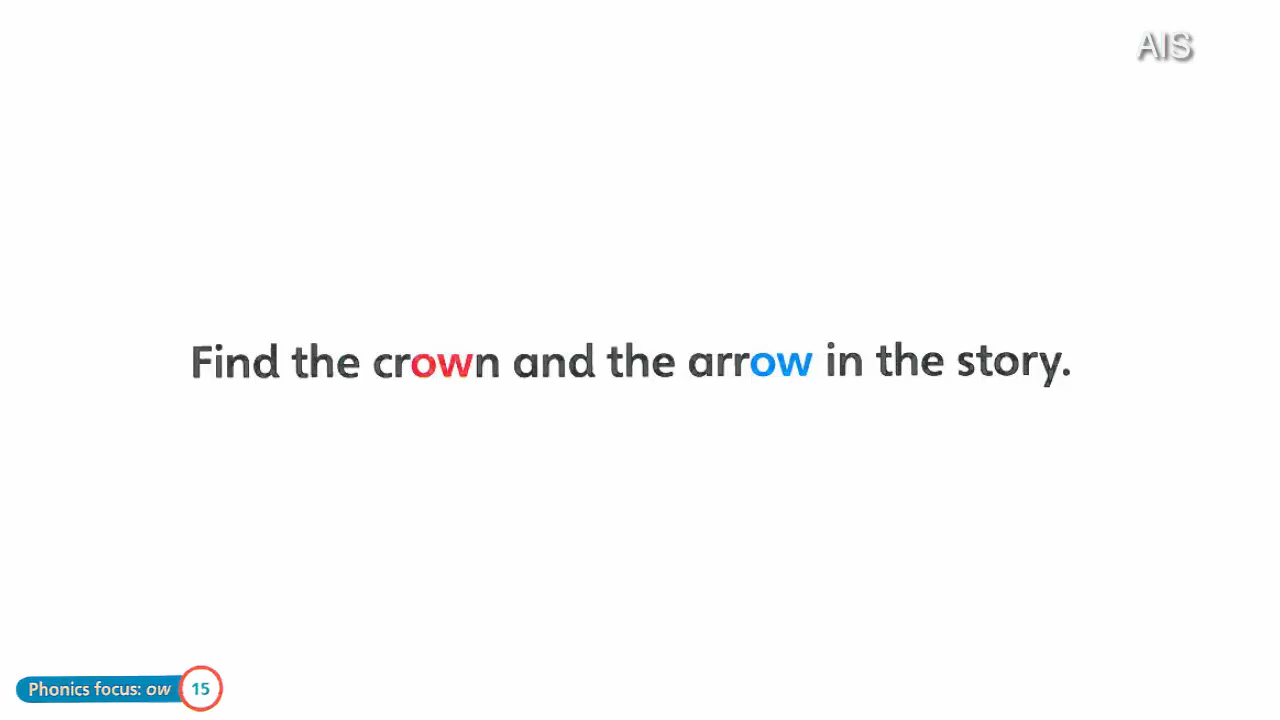 AIS
Find the crown and the arrow in the story.
Phonics focus: ow 15